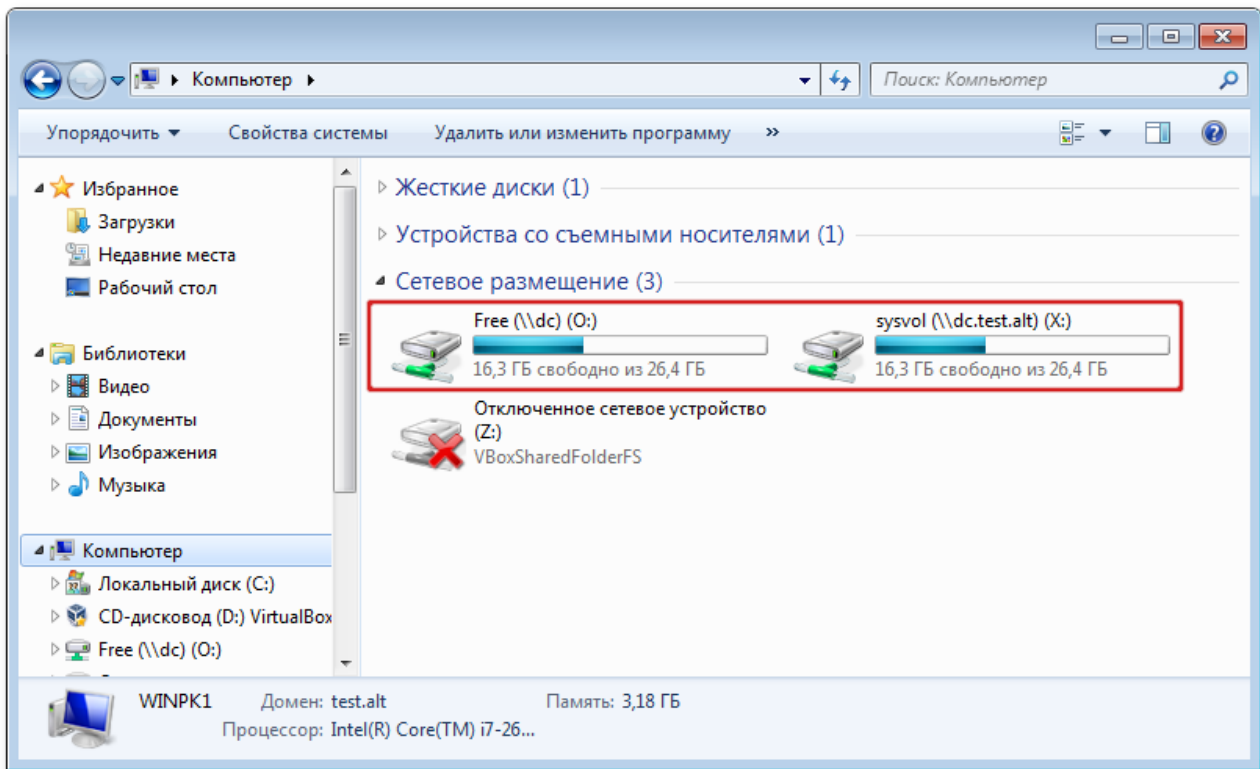 Компьютер
Поиск: Компьютер
Упорядочить
Свойства системы
Удалить или изменить программу
»
Избранное
Загрузки
Недавние места
Рабочий стол
Библиотеки
Видео
Документы
Изображения
Музыка
Компьютер
Локальный диск (C:)
CD-дисковод (D:) VirtualBox
Free (\\dc) (O:)
Жесткие диски (1)
Устройства со съемными носителями (1)
Сетевое размещение (3)
Free (\\dc) (O:)
16,3 ГБ свободно из 26,4 ГБ
sysvol (\\dc.test.alt) (X:)
16,3 ГБ свободно из 26,4 ГБ
Отключенное сетевое устройство
(Z:)
VBoxSharedFolderFS
WINPK1
Домен: test.alt
Память: 3,18 ГБ
Процессор: Intel(R) Core(TM) i7-26...